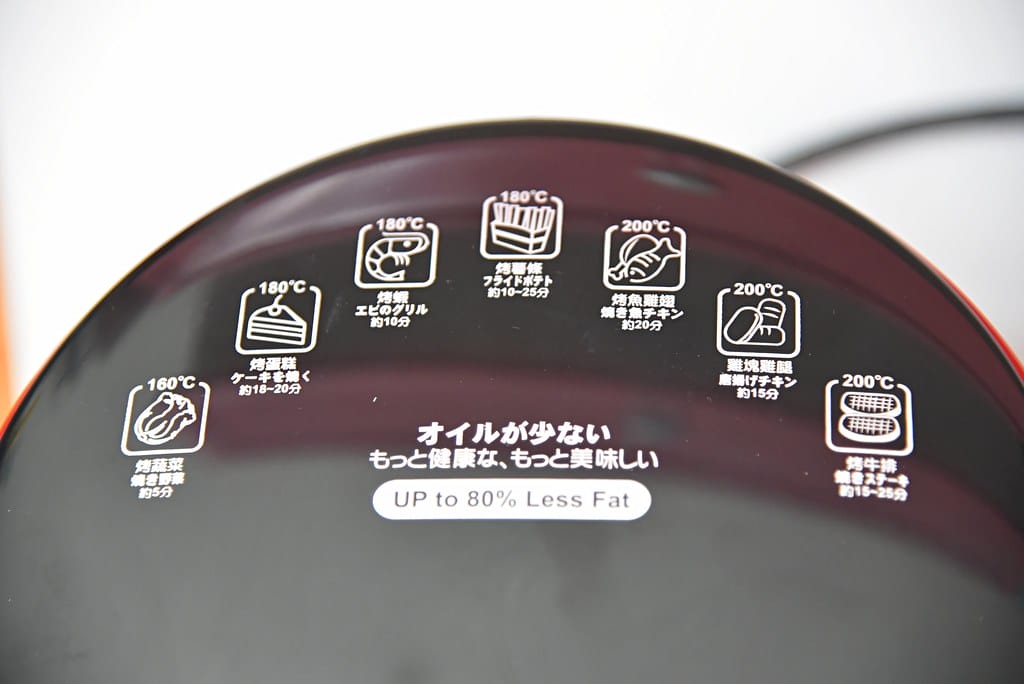 160℃
烤蔬菜
燒き野菜
約5分
180℃
烤蛋糕
ケーキを燒く
約18~20分
180℃
烤蝦
エビのグリル
約10分
180℃
烤薯條
フライドポテト
約10~25分
200℃
烤魚雞翅
燒き魚チキン
約20分
200℃
雞塊雞腿
唐揚げチキン
約15分
200℃
烤牛排
燒きステーキ
約15~25分
オイルが少ない
もっと健康な、もっと美味しい
UP to 80% Less Fat